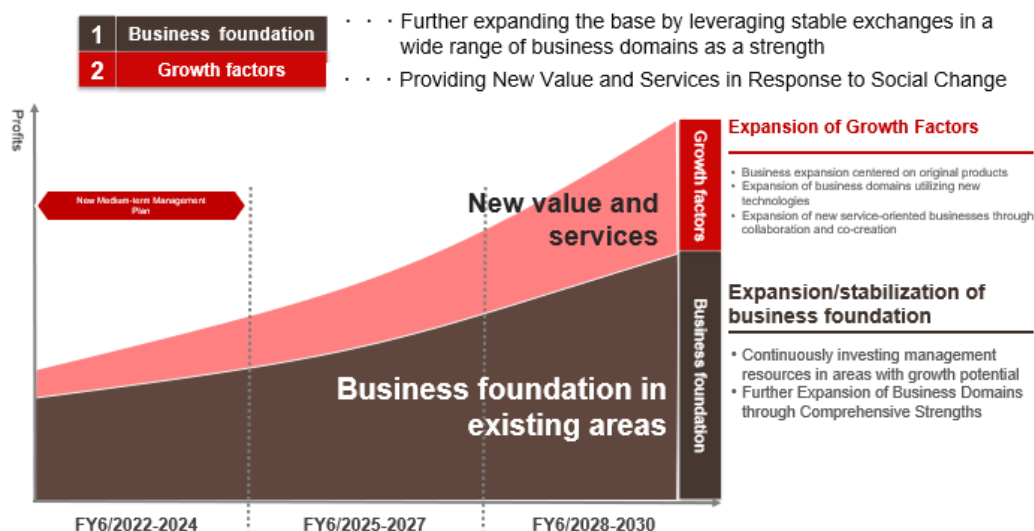 1 Business foundation
· · · Further expanding the base by leveraging stable exchanges in a
wide range of business domains as a strength
2 Growth factors
· · · Providing New Value and Services in Response to Social Change
Profits
New Medium-term Management
Plan
New value and
services
Business foundation in
existing areas
Growth factors
Business foundation
Expansion of Growth Factors
• Business expansion centered on original products
• Expansion of business domains utilizing new
technologies
• Expansion of new service-oriented businesses through
collaboration and co-creation
Expansion/stabilization of
business foundation
• Continuously investing management
resources in areas with growth potential
• Further Expansion of Business Domains
through Comprehensive Strengths
FY6/2022-2024
FY6/2025-2027
FY6/2028-2030